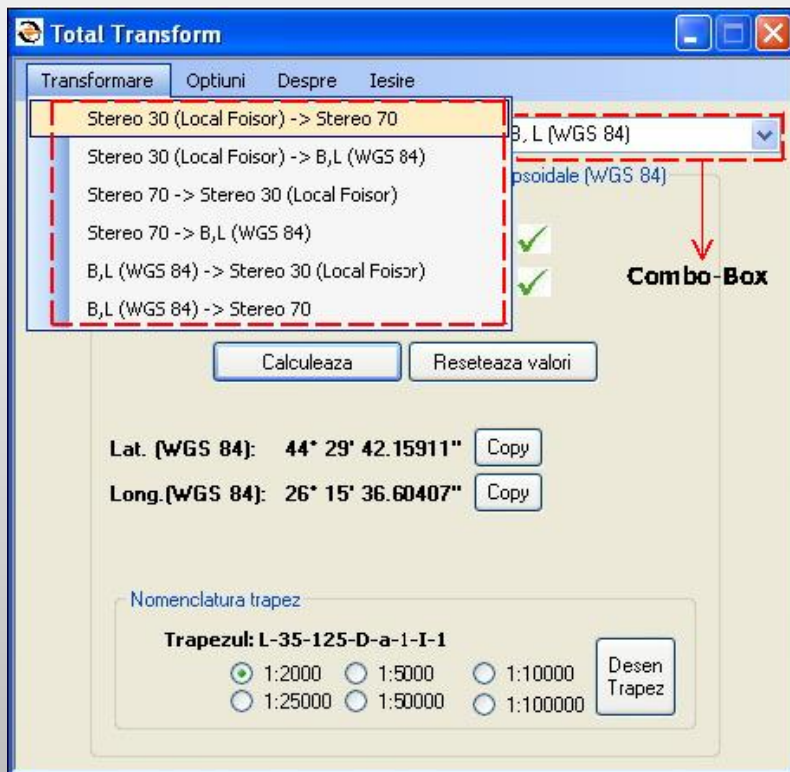 Total Transform
Transformare Optiuni Despre Iesire
Stereo 30 (Local Foisor) -> Stereo 70
B, L (WGS 84)
Stereo 30 (Local Foisor) -> B,L (WGS 84)
(WGS 84)
Stereo 70 -> Stereo 30 (Local Foisor)
Stereo 70 -> B,L (WGS 84)
B,L (WGS 84) -> Stereo 30 (Local Foisor)
Combo-Box
B,L (WGS 84) -> Stereo 70
Calculeaza Reseteaza valori
Lat. (WGS 84): 44° 29' 42.15911" Copy
Long.(WGS 84): 26° 15' 36.60407" Copy
Nomenclatura trapez
Trapezul: L-35-125-D-a-1-I-1
1:2000 1:5000 1:10000
1:25000 1:50000 1:100000
Desen
Trapez